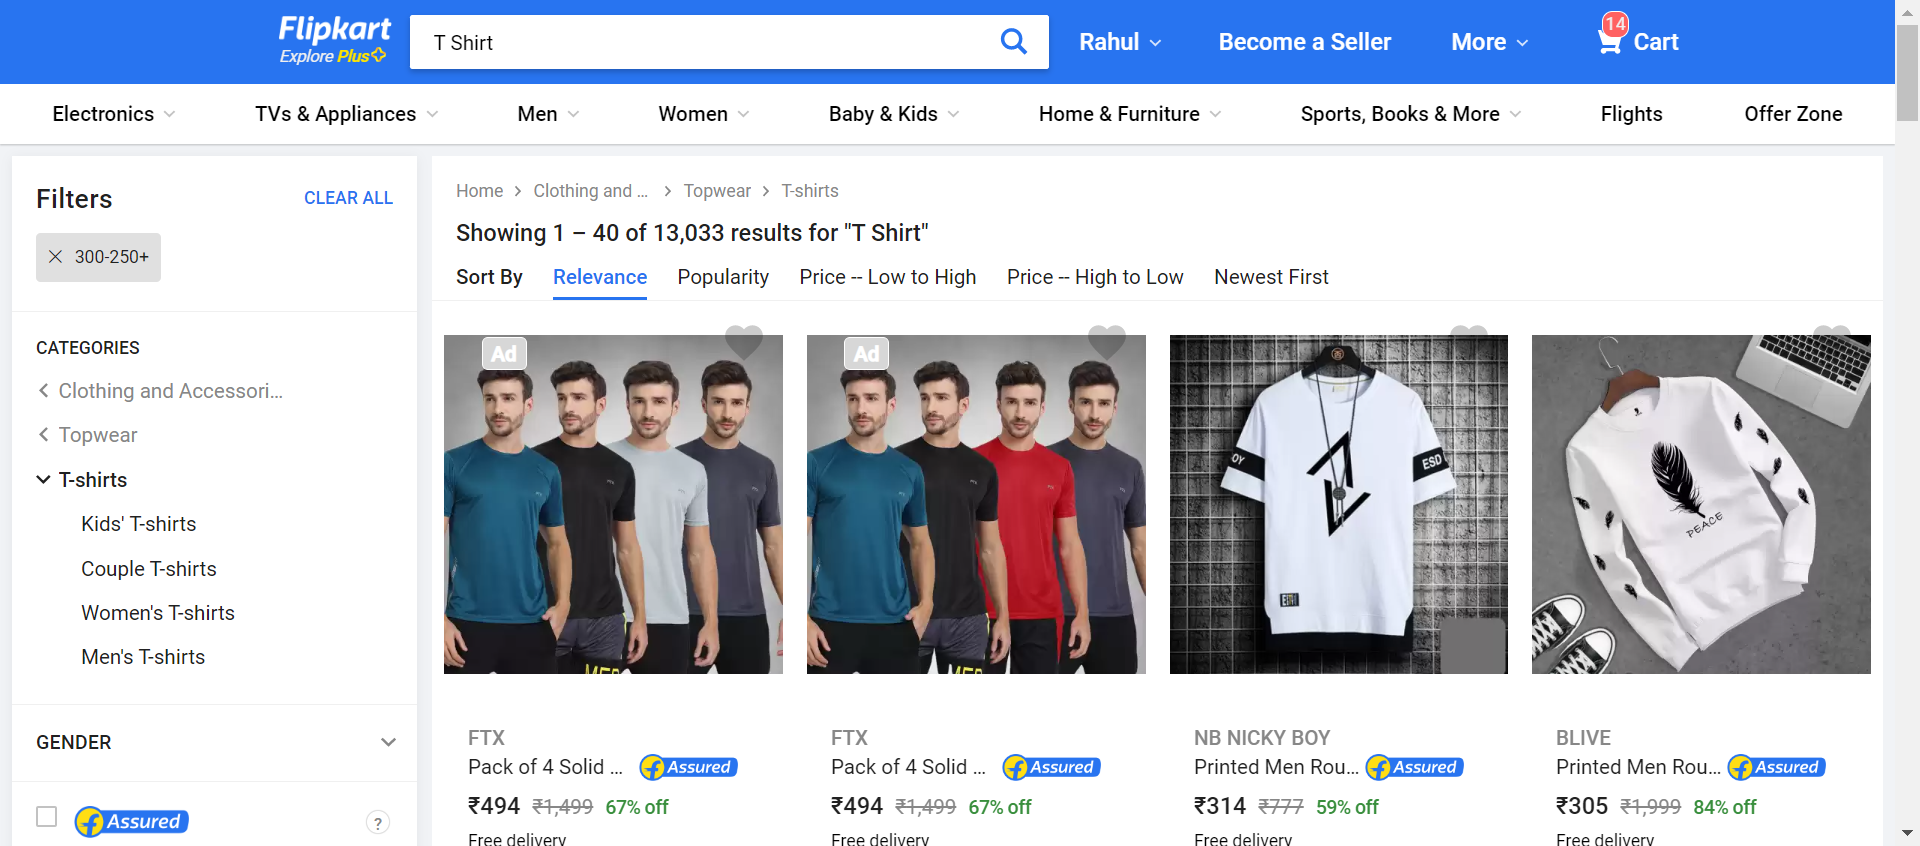 Flipkart
Explore Plus
T Shirt
Rahul
Become a Seller
More
14
Cart
Electronics
TVs & Appliances
Men
Women
Baby & Kids
Home & Furniture
Sports, Books & More
Flights
Offer Zone
Filters
CLEAR ALL
300-250+
CATEGORIES
Clothing and Accessori...
Topwear
T-shirts
Kids' T-shirts
Couple T-shirts
Women's T-shirts
Men's T-shirts
GENDER
Assured
?
Home
Clothing and ...
Topwear
T-shirts
Showing 1 – 40 of 13,033 results for "T Shirt"
Sort By
Relevance
Popularity
Price -- Low to High
Price -- High to Low
Newest First
Ad
FTX
Pack of 4 Solid ...
Assured
₹494 ₹1,499 67% off
Free delivery
Ad
FTX
Pack of 4 Solid ...
Assured
₹494 ₹1,499 67% off
Free delivery
OY
ESD
NB NICKY BOY
Printed Men Rou...
Assured
₹314 ₹777 59% off
Free delivery
PEACE
BLIVE
Printed Men Rou...
Assured
₹305 ₹1,999 84% off
Free delivery